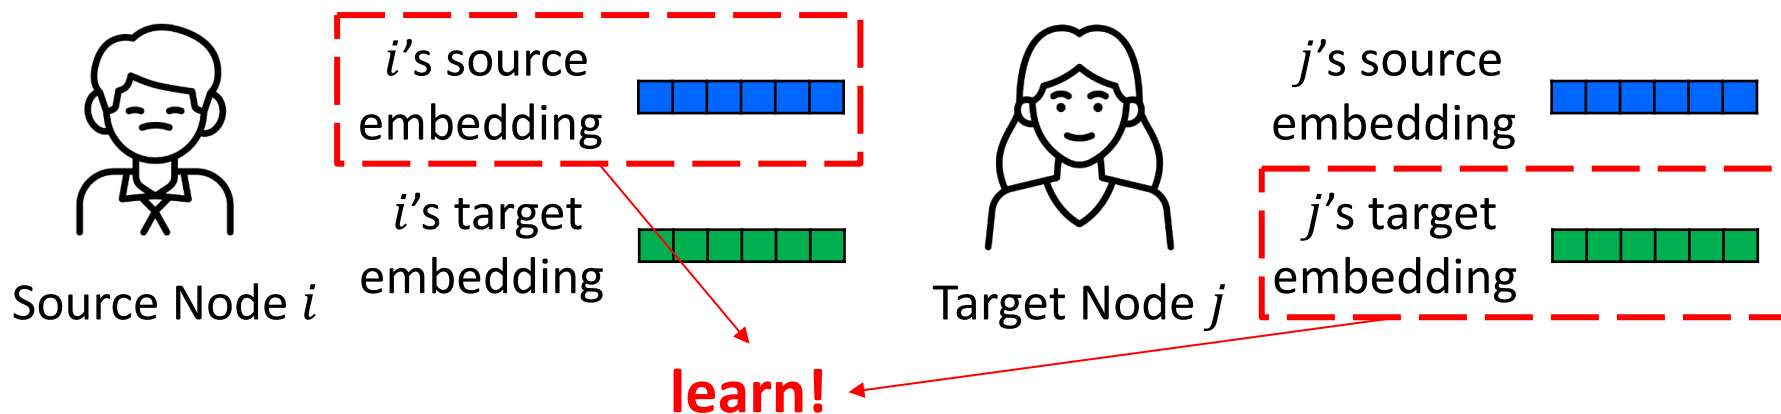 i's source
embedding
i's target
embedding
Source Node i
j's source
embedding
j's target
embedding
Target Node j
learn!